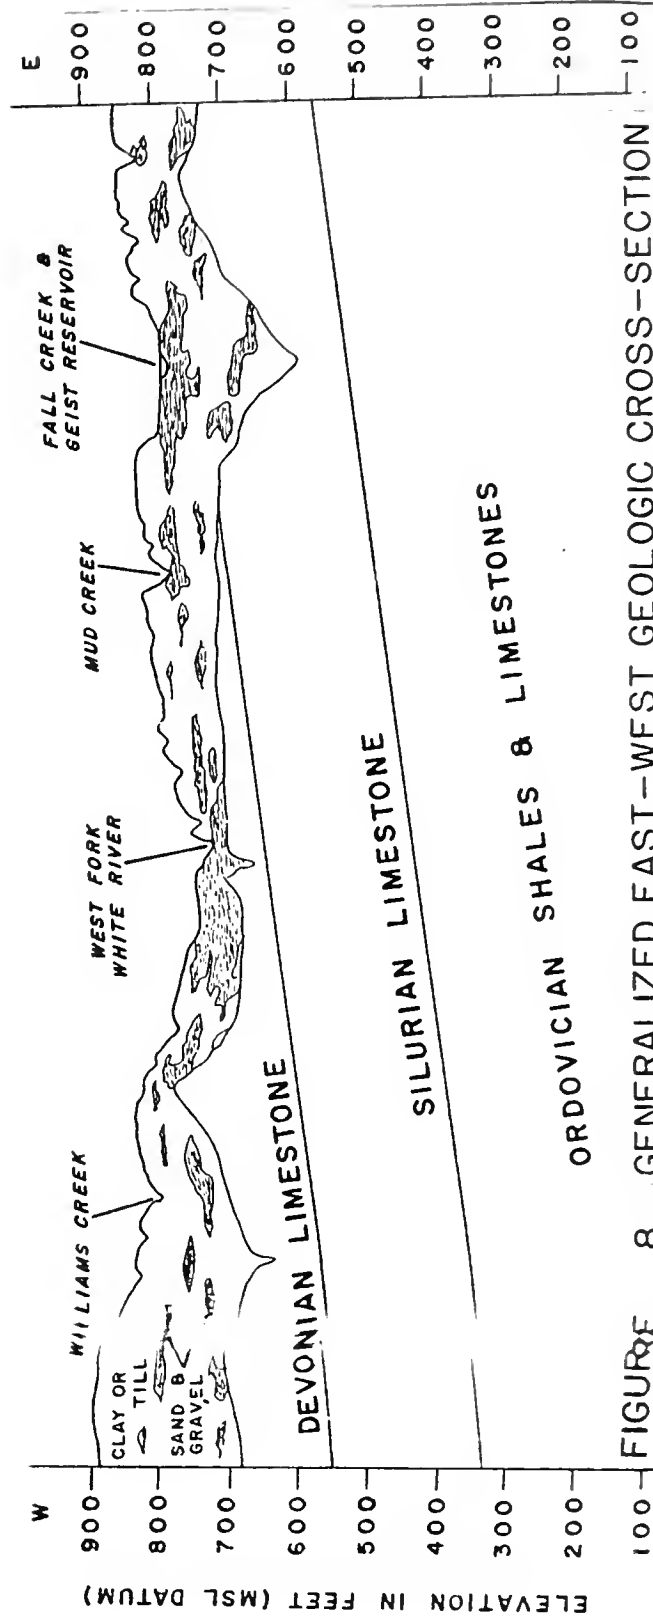 W
E
ELEVATION IN FEET (MSL DATUM)
900
800
700
600
500
400
300
200
100
900
800
700
600
500
400
300
200
100
WILLIAMS CREEK
WEST FORK
WHITE RIVER
MUD CREEK
FALL CREEK &
GEIST RESERVOIR
CLAY OR
TILL
SAND &
GRAVEL
DEVONIAN LIMESTONE
SILURIAN LIMESTONE
ORDOVICIAN SHALES & LIMESTONES
FIGURE 8 . GENERALIZED EAST-WEST GEOLOGIC CROSS-SECTION